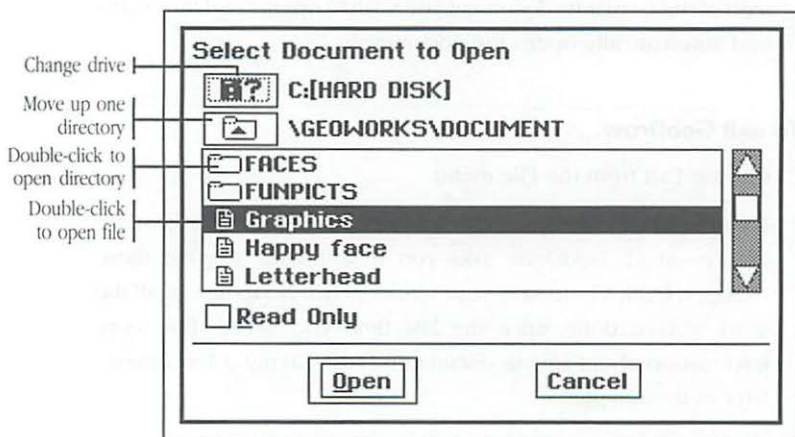 Select Document to Open
Change drive
C:[HARD DISK]
Move up one
directory
\GEOWORKS\DOCUMENT
Double-click to
open directory
FACES
FUNPICTS
Double-click
to open file
Graphics
Happy face
Letterhead
Read Only
Open
Cancel